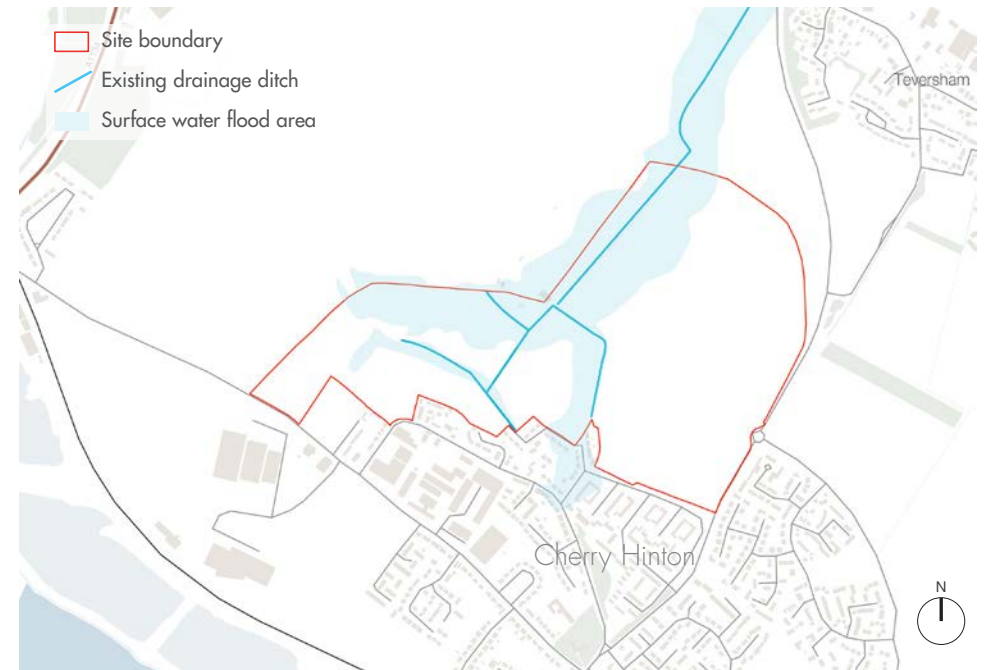 Site boundary
Existing drainage ditch
Surface water flood area
Teversham
Cherry Hinton
N